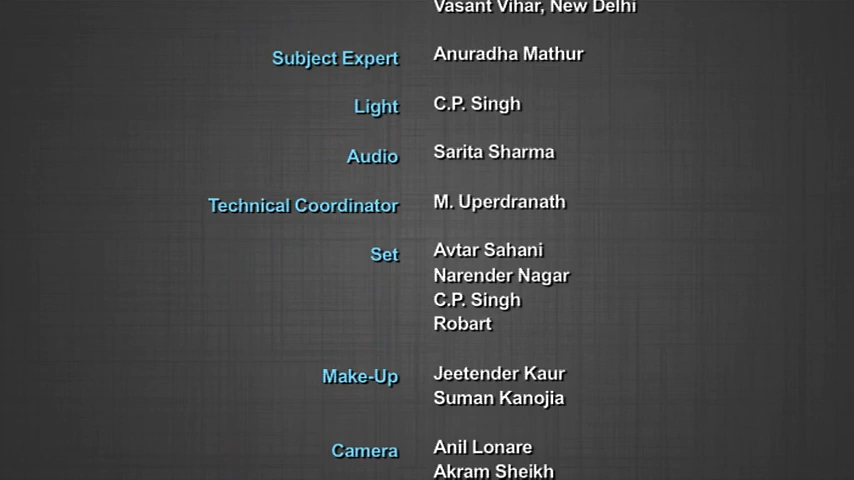 Vasant Vihar, New Delhi
Subject Expert Anuradha Mathur
Light C.P. Singh
Audio Sarita Sharma
Technical Coordinator M. Uperdranath
Set Avtar Sahani
Narender Nagar
C.P. Singh
Robart
Make-Up Jeetender Kaur
Suman Kanojia
Camera Anil Lonare
Akram Sheikh